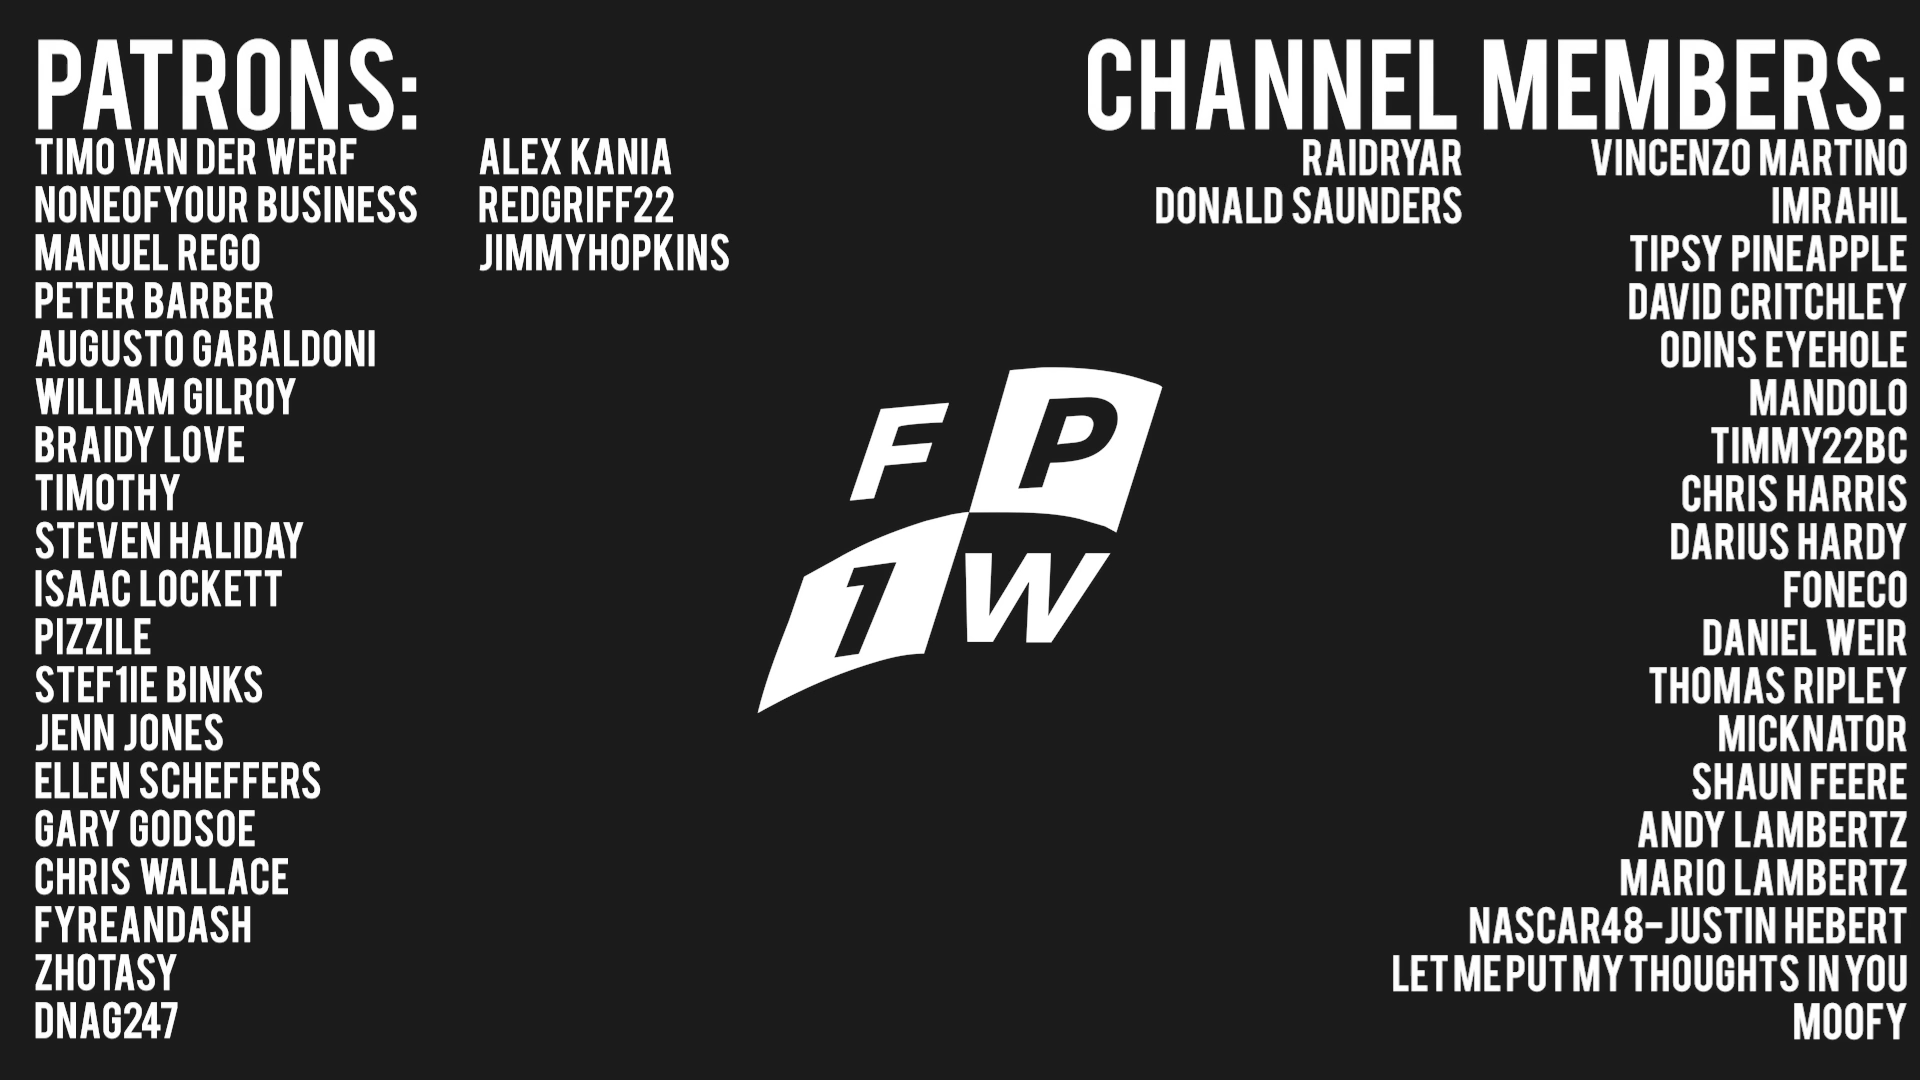 PATRONS:
TIMO VAN DER WERF
NONEOFYOUR BUSINESS
MANUEL REGO
PETER BARBER
AUGUSTO GABALDONI
WILLIAM GILROY
BRAIDY LOVE
TIMOTHY
STEVEN HALIDAY
ISAAC LOCKETT
PIZZILE
STEF1IE BINKS
JENN JONES
ELLEN SCHEFFERS
GARY GODSOE
CHRIS WALLACE
FYREANDASH
ZHOTASY
DNAG247
ALEX KANIA
REDGRIFF22
JIMMYHOPKINS
F P
1 W
CHANNEL MEMBERS:
RAIDRYAR
DONALD SAUNDERS
VINCENZO MARTINO
IMRAHIL
TIPSY PINEAPPLE
DAVID CRITCHLEY
ODINS EYEHOLE
MANDOLO
TIMMY22BC
CHRIS HARRIS
DARIUS HARDY
FONECO
DANIEL WEIR
THOMAS RIPLEY
MICKNATOR
SHAUN FEERE
ANDY LAMBERTZ
MARIO LAMBERTZ
NASCAR48-JUSTIN HEBERT
LET ME PUT MY THOUGHTS IN YOU
MOOFY